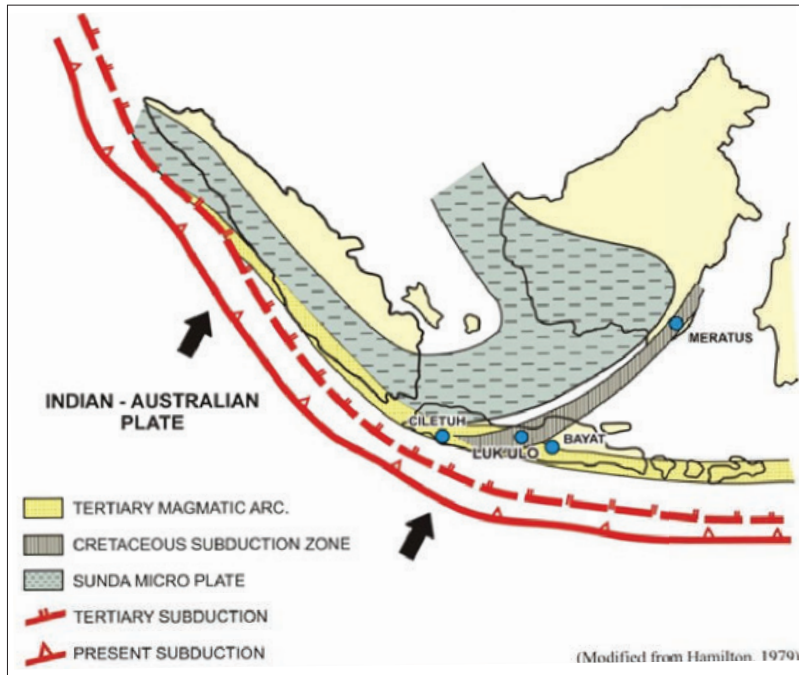 MERATUS
INDIAN - AUSTRALIAN
PLATE
CILETUH
LUK ULO
BAYAT
TERTIARY MAGMATIC ARC.
CRETACEOUS SUBDUCTION ZONE
SUNDA MICRO PLATE
TERTIARY SUBDUCTION
PRESENT SUBDUCTION
(Modified from Hamilton, 1979)